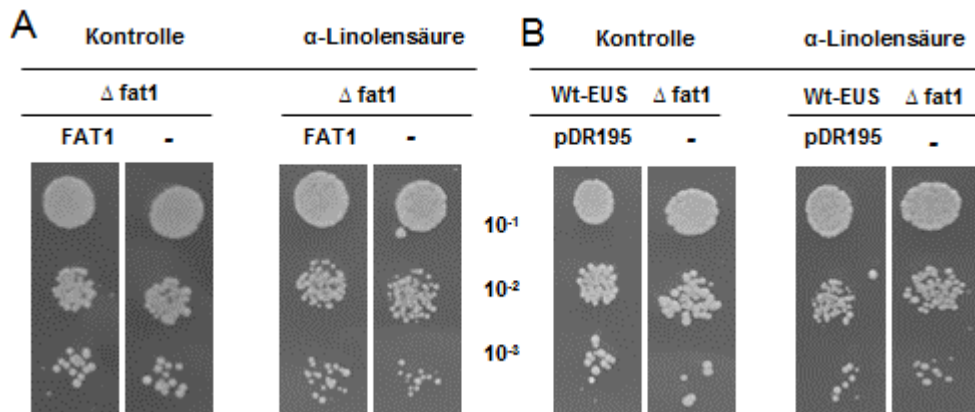 A
Kontrolle α-Linolensäure
Δ fat1 Δ fat1
FAT1 - FAT1 -
B
Kontrolle α-Linolensäure
Wt-EUS Δ fat1 Wt-EUS Δ fat1
pDR195 - pDR195 -
10⁻¹
10⁻²
10⁻³